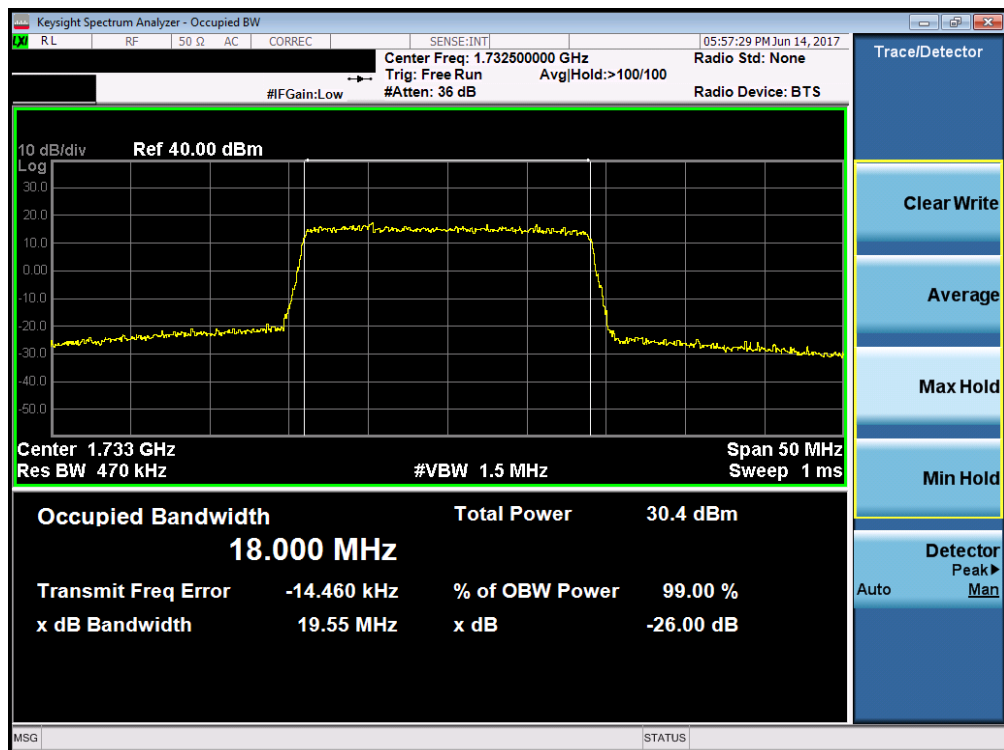 Keysight Spectrum Analyzer - Occupied BW
LXI RL RF 50 Ω AC CORREC SENSE:INT 05:57:29 PM Jun 14, 2017
Center Freq: 1.732500000 GHz Radio Std: None
Trig: Free Run Avg|Hold:>100/100
#IFGain:Low #Atten: 36 dB Radio Device: BTS
10 dB/div Ref 40.00 dBm
Log
30.0
20.0
10.0
0.00
-10.0
-20.0
-30.0
-40.0
-50.0
Center 1.733 GHz Span 50 MHz
Res BW 470 kHz #VBW 1.5 MHz Sweep 1 ms
Occupied Bandwidth Total Power 30.4 dBm
18.000 MHz
Transmit Freq Error -14.460 kHz % of OBW Power 99.00 %
x dB Bandwidth 19.55 MHz x dB -26.00 dB
MSG STATUS
Trace/Detector
Clear Write
Average
Max Hold
Min Hold
Detector
Peak▶
Auto Man